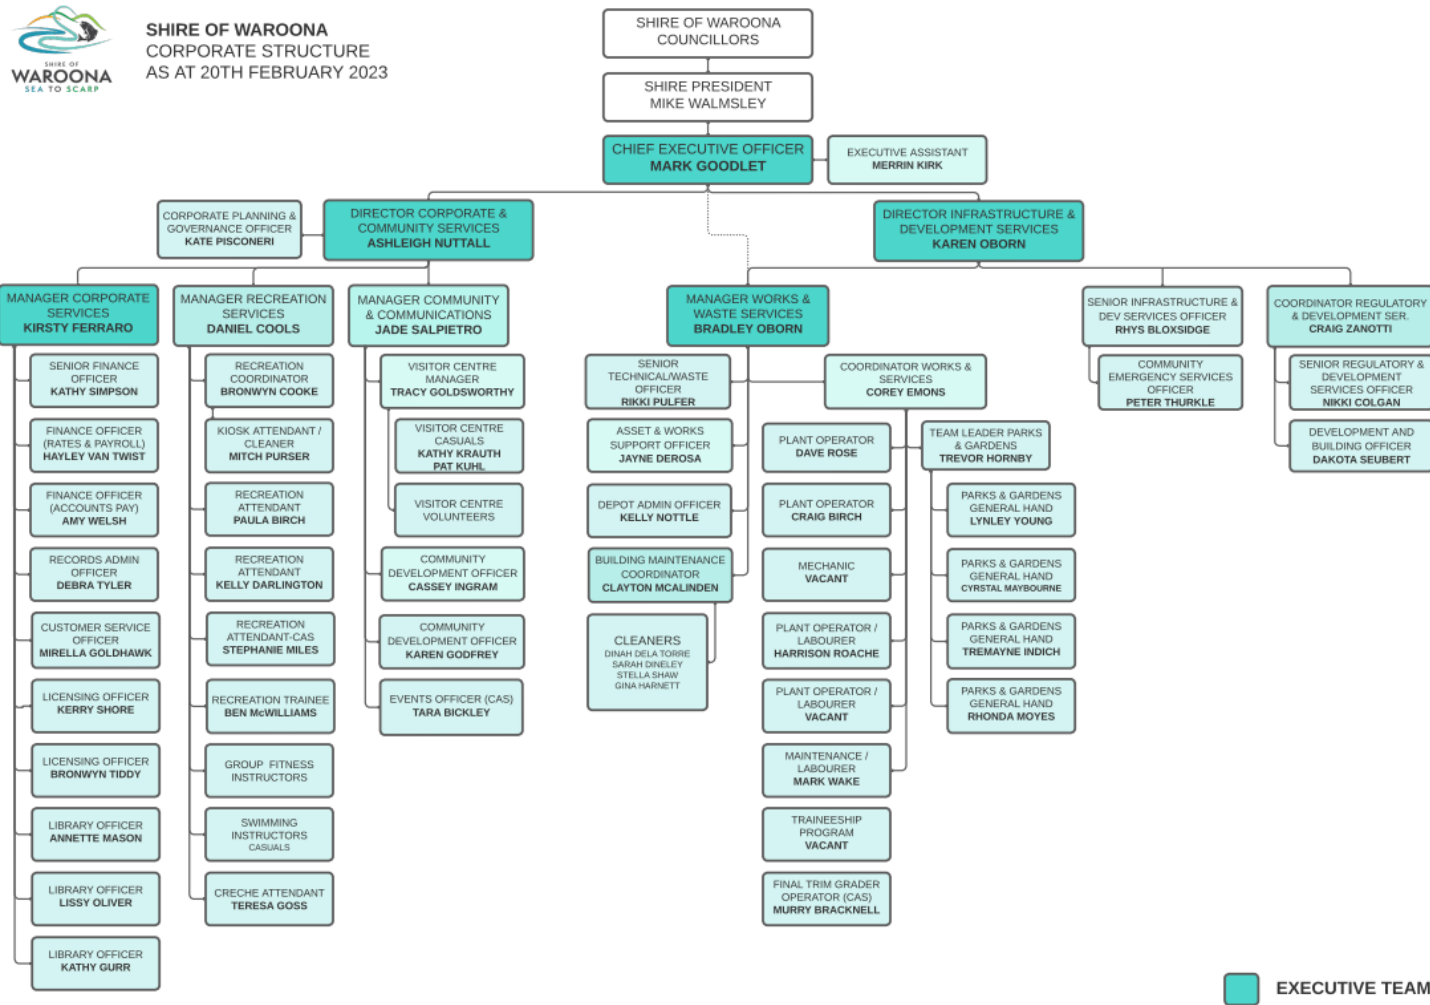 SHIRE OF
WAROONA
SEA TO SCARP
SHIRE OF WAROONA
CORPORATE STRUCTURE
AS AT 20TH FEBRUARY 2023
SHIRE OF WAROONA
COUNCILLORS
SHIRE PRESIDENT
MIKE WALMSLEY
CHIEF EXECUTIVE OFFICER
MARK GOODLET
EXECUTIVE ASSISTANT
MERRIN KIRK
CORPORATE PLANNING &
GOVERNANCE OFFICER
KATE PISCONERI
DIRECTOR CORPORATE &
COMMUNITY SERVICES
ASHLEIGH NUTTALL
DIRECTOR INFRASTRUCTURE &
DEVELOPMENT SERVICES
KAREN OBORN
MANAGER CORPORATE
SERVICES
KIRSTY FERRARO
SENIOR FINANCE
OFFICER
KATHY SIMPSON
FINANCE OFFICER
(RATES & PAYROLL)
HAYLEY VAN TWIST
FINANCE OFFICER
(ACCOUNTS PAY)
AMY WELSH
RECORDS ADMIN
OFFICER
DEBRA TYLER
CUSTOMER SERVICE
OFFICER
MIRELLA GOLDHAWK
LICENSING OFFICER
KERRY SHORE
LICENSING OFFICER
BRONWYN TIDDY
LIBRARY OFFICER
ANNETTE MASON
LIBRARY OFFICER
LISSY OLIVER
LIBRARY OFFICER
KATHY GURR
MANAGER RECREATION
SERVICES
DANIEL COOLS
RECREATION
COORDINATOR
BRONWYN COOKE
KIOSK ATTENDANT /
CLEANER
MITCH PURSER
RECREATION
ATTENDANT
PAULA BIRCH
RECREATION
ATTENDANT
KELLY DARLINGTON
RECREATION
ATTENDANT-CAS
STEPHANIE MILES
RECREATION TRAINEE
BEN McWILLIAMS
GROUP FITNESS
INSTRUCTORS
SWIMMING
INSTRUCTORS
CASUALS
CRECHE ATTENDANT
TERESA GOSS
MANAGER COMMUNITY
& COMMUNICATIONS
JADE SALPIETRO
VISITOR CENTRE
MANAGER
TRACY GOLDSWORTHY
VISITOR CENTRE
CASUALS
KATHY KRAUTH
PAT KUHL
VISITOR CENTRE
VOLUNTEERS
COMMUNITY
DEVELOPMENT OFFICER
CASSEY INGRAM
COMMUNITY
DEVELOPMENT OFFICER
KAREN GODFREY
EVENTS OFFICER (CAS)
TARA BICKLEY
MANAGER WORKS &
WASTE SERVICES
BRADLEY OBORN
SENIOR
TECHNICAL/WASTE
OFFICER
RIKKI PULFER
ASSET & WORKS
SUPPORT OFFICER
JAYNE DEROSA
DEPOT ADMIN OFFICER
KELLY NOTTLE
BUILDING MAINTENANCE
COORDINATOR
CLAYTON MCALINDEN
CLEANERS
DINAH DELA TORRE
SARAH DINELEY
STELLA SHAW
GINA HARNETT
COORDINATOR WORKS &
SERVICES
COREY EMONS
PLANT OPERATOR
DAVE ROSE
PLANT OPERATOR
CRAIG BIRCH
MECHANIC
VACANT
PLANT OPERATOR /
LABOURER
HARRISON ROACHE
PLANT OPERATOR /
LABOURER
VACANT
MAINTENANCE /
LABOURER
MARK WAKE
TRAINEESHIP
PROGRAM
VACANT
FINAL TRIM GRADER
OPERATOR (CAS)
MURRY BRACKNELL
TEAM LEADER PARKS
& GARDENS
TREVOR HORNBY
PARKS & GARDENS
GENERAL HAND
LYNLEY YOUNG
PARKS & GARDENS
GENERAL HAND
CYRSTAL MAYBOURNE
PARKS & GARDENS
GENERAL HAND
TREMAYNE INDICH
PARKS & GARDENS
GENERAL HAND
RHONDA MOYES
SENIOR INFRASTRUCTURE &
DEV SERVICES OFFICER
RHYS BLOXSIDGE
COMMUNITY
EMERGENCY SERVICES
OFFICER
PETER THURKLE
COORDINATOR REGULATORY
& DEVELOPMENT SER.
CRAIG ZANOTTI
SENIOR REGULATORY &
DEVELOPMENT
SERVICES OFFICER
NIKKI COLGAN
DEVELOPMENT AND
BUILDING OFFICER
DAKOTA SEUBERT
EXECUTIVE TEAM